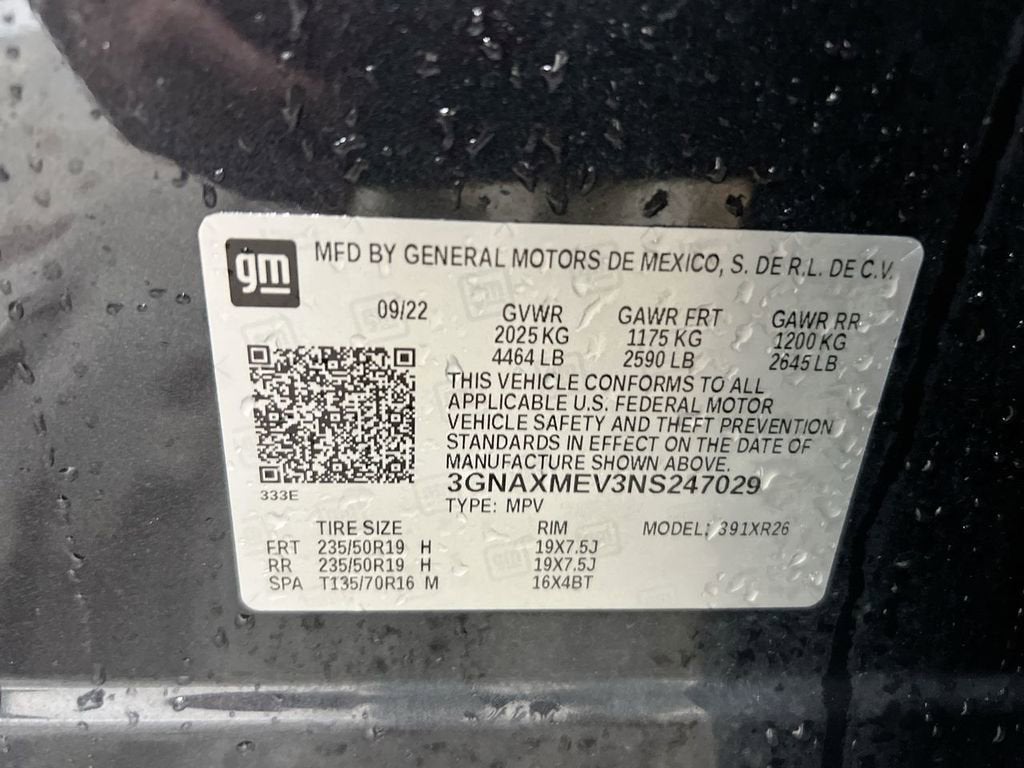 gm
MFD BY GENERAL MOTORS DE MEXICO, S. DE R.L. DE C.V.
09/22 GVWR GAWR FRT GAWR RR
2025 KG 1175 KG 1200 KG
4464 LB 2590 LB 2645 LB
THIS VEHICLE CONFORMS TO ALL
APPLICABLE U.S. FEDERAL MOTOR
VEHICLE SAFETY AND THEFT PREVENTION
STANDARDS IN EFFECT ON THE DATE OF
MANUFACTURE SHOWN ABOVE.
3GNAXMEV3NS247029
333E
TYPE: MPV
TIRE SIZE RIM MODEL: 391XR26
FRT 235/50R19 H 19X7.5J
RR 235/50R19 H 19X7.5J
SPA T135/70R16 M 16X4BT